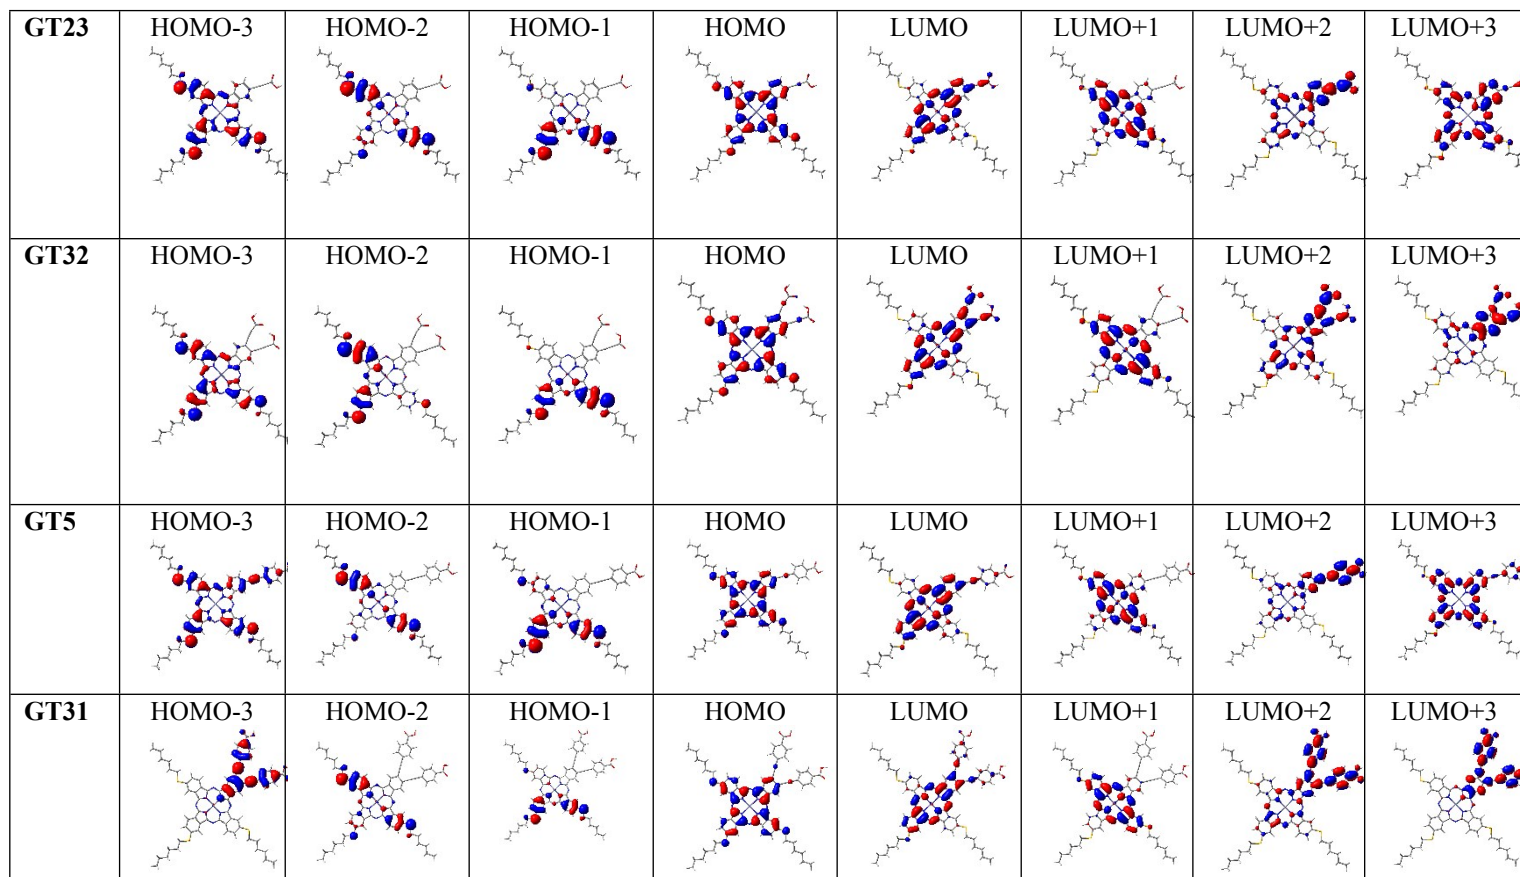 GT23 HOMO-3 HOMO-2 HOMO-1 HOMO LUMO LUMO+1 LUMO+2 LUMO+3
GT32 HOMO-3 HOMO-2 HOMO-1 HOMO LUMO LUMO+1 LUMO+2 LUMO+3
GT5 HOMO-3 HOMO-2 HOMO-1 HOMO LUMO LUMO+1 LUMO+2 LUMO+3
GT31 HOMO-3 HOMO-2 HOMO-1 HOMO LUMO LUMO+1 LUMO+2 LUMO+3